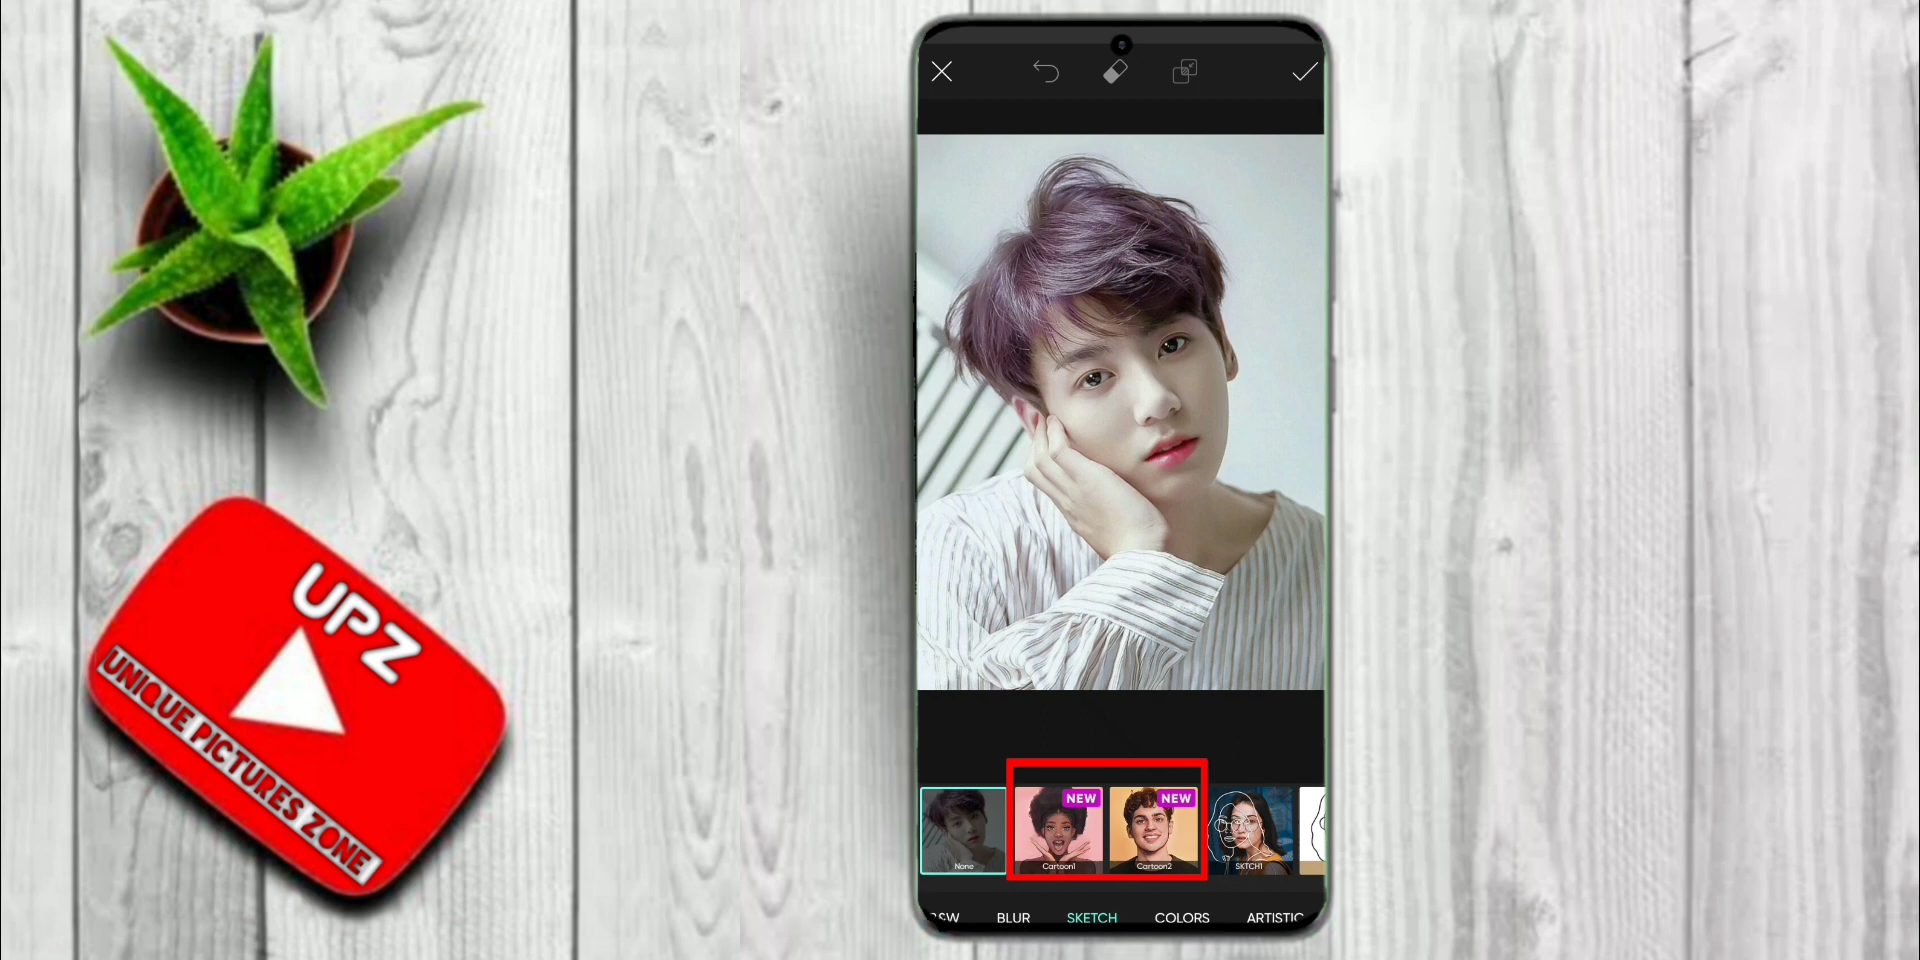 UPZ
UNIQUE PICTURES ZONE
NEW
NEW
None
Cartoon1
Cartoon2
SKTCH1
B&W
BLUR
SKETCH
COLORS
ARTISTIC